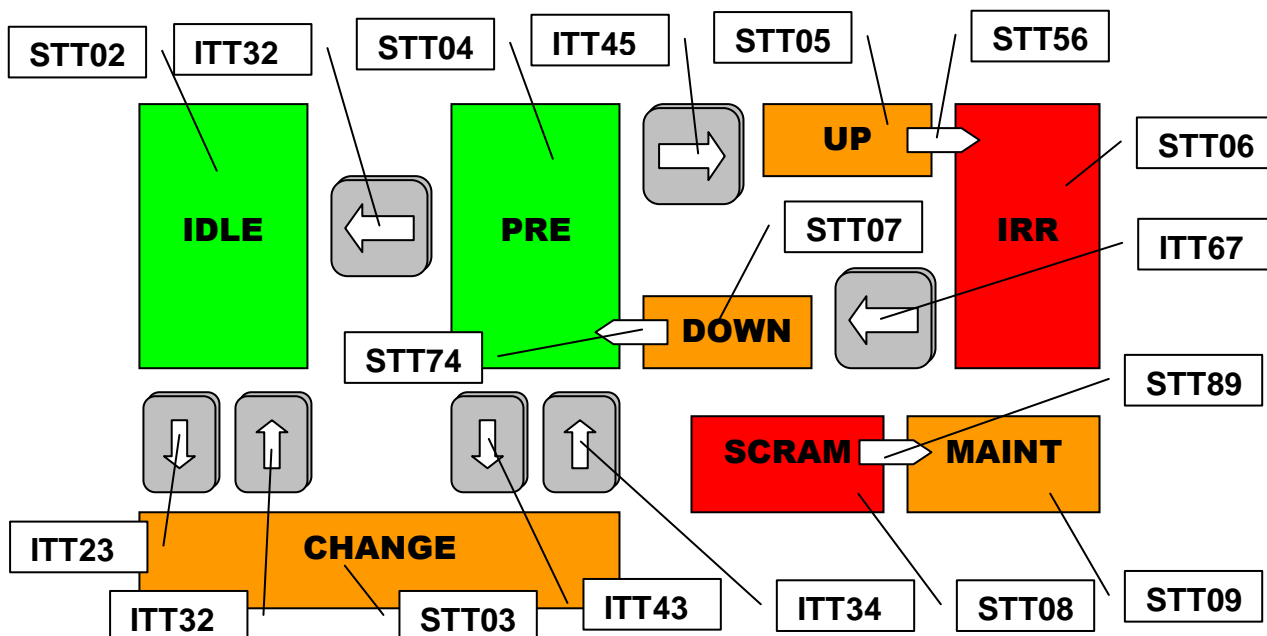 STT02
ITT32
STT04
ITT45
STT05
STT56
UP
STT06
IDLE
PRE
STT07
IRR
ITT67
DOWN
STT74
STT89
SCRAM
MAINT
ITT23
CHANGE
ITT32
STT03
ITT43
ITT34
STT08
STT09